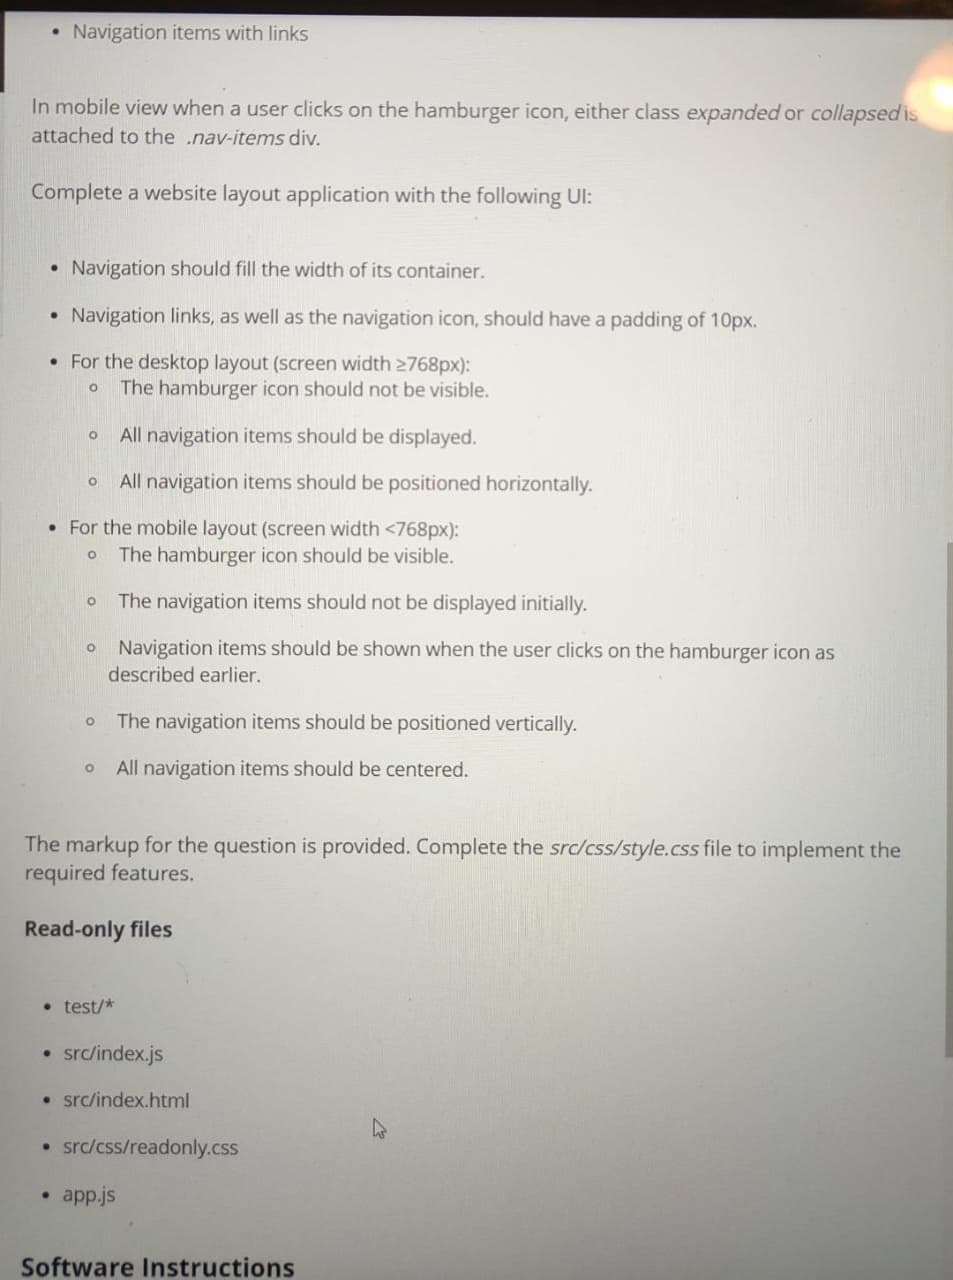 • Navigation items with links
In mobile view when a user clicks on the hamburger icon, either class expanded or collapsed is
attached to the .nav-items div.
Complete a website layout application with the following UI:
• Navigation should fill the width of its container.
• Navigation links, as well as the navigation icon, should have a padding of 10px.
• For the desktop layout (screen width ≥768px):
o The hamburger icon should not be visible.
o All navigation items should be displayed.
o All navigation items should be positioned horizontally.
• For the mobile layout (screen width <768px):
o The hamburger icon should be visible.
o The navigation items should not be displayed initially.
o Navigation items should be shown when the user clicks on the hamburger icon as
described earlier.
o The navigation items should be positioned vertically.
o All navigation items should be centered.
The markup for the question is provided. Complete the src/css/style.css file to implement the
required features.
Read-only files
• test/*
• src/index.js
• src/index.html
• src/css/readonly.css
• app.js
Software Instructions